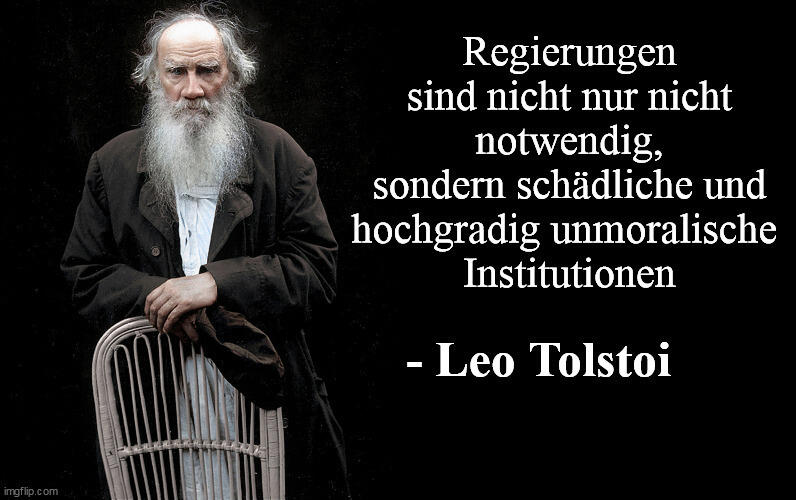 Regierungen
sind nicht nur nicht
notwendig,
sondern schädliche und
hochgradig unmoralische
Institutionen
- Leo Tolstoi
imgflip.com